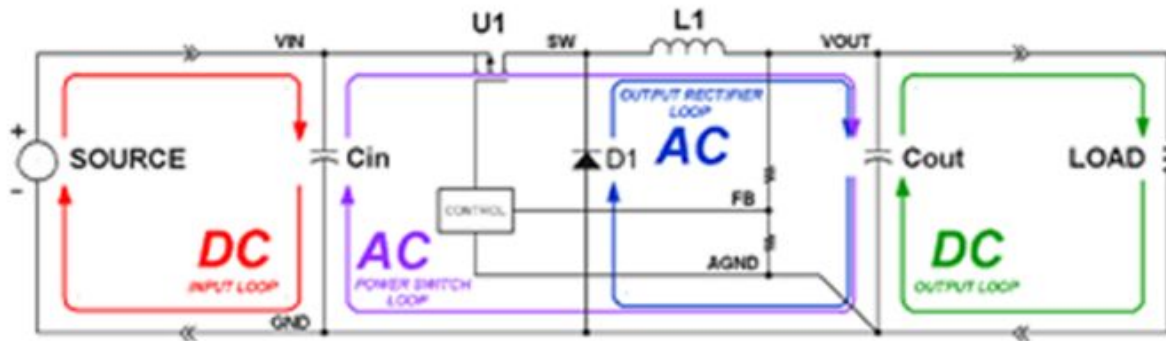 U1
L1
VIN
SW
VOUT
OUTPUT RECTIFIER
LOOP
AC
+
SOURCE
-
Cin
D1
Cout
LOAD
CONTROL
FB
DC
INPUT LOOP
AC
POWER SWITCH
LOOP
AGND
DC
OUTPUT LOOP
GND